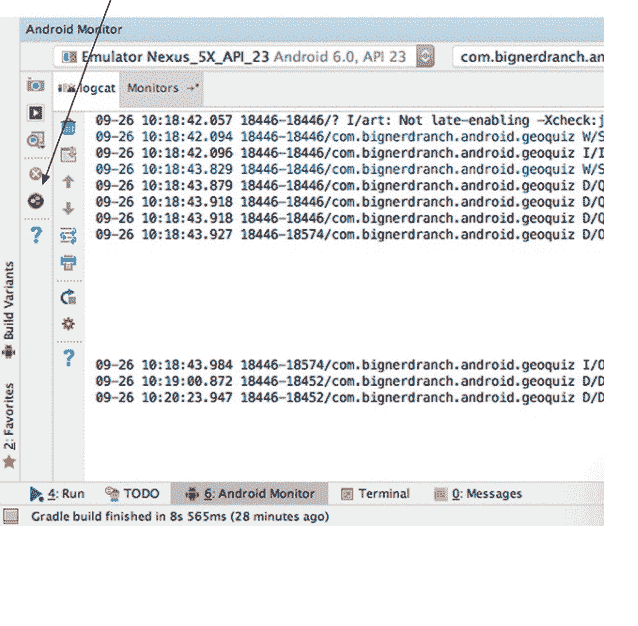 Android Monitor
Emulator Nexus_5X_API_23 Android 6.0, API 23 com.bignerdranch.an
logcat Monitors
09-26 10:18:42.057 18446-18446/? I/art: Not late-enabling -Xcheck:j
09-26 10:18:42.094 18446-18446/com.bignerdranch.android.geoquiz W/S
09-26 10:18:42.096 18446-18446/com.bignerdranch.android.geoquiz I/I
09-26 10:18:43.829 18446-18446/com.bignerdranch.android.geoquiz W/S
09-26 10:18:43.879 18446-18446/com.bignerdranch.android.geoquiz D/Q
09-26 10:18:43.918 18446-18446/com.bignerdranch.android.geoquiz D/Q
09-26 10:18:43.918 18446-18446/com.bignerdranch.android.geoquiz D/Q
09-26 10:18:43.927 18446-18574/com.bignerdranch.android.geoquiz D/O
09-26 10:18:43.984 18446-18574/com.bignerdranch.android.geoquiz I/O
09-26 10:19:00.872 18446-18452/com.bignerdranch.android.geoquiz D/D
09-26 10:20:23.947 18446-18452/com.bignerdranch.android.geoquiz D/D
Build Variants
2: Favorites
4: Run TODO 6: Android Monitor Terminal 0: Messages
Gradle build finished in 8s 565ms (28 minutes ago)